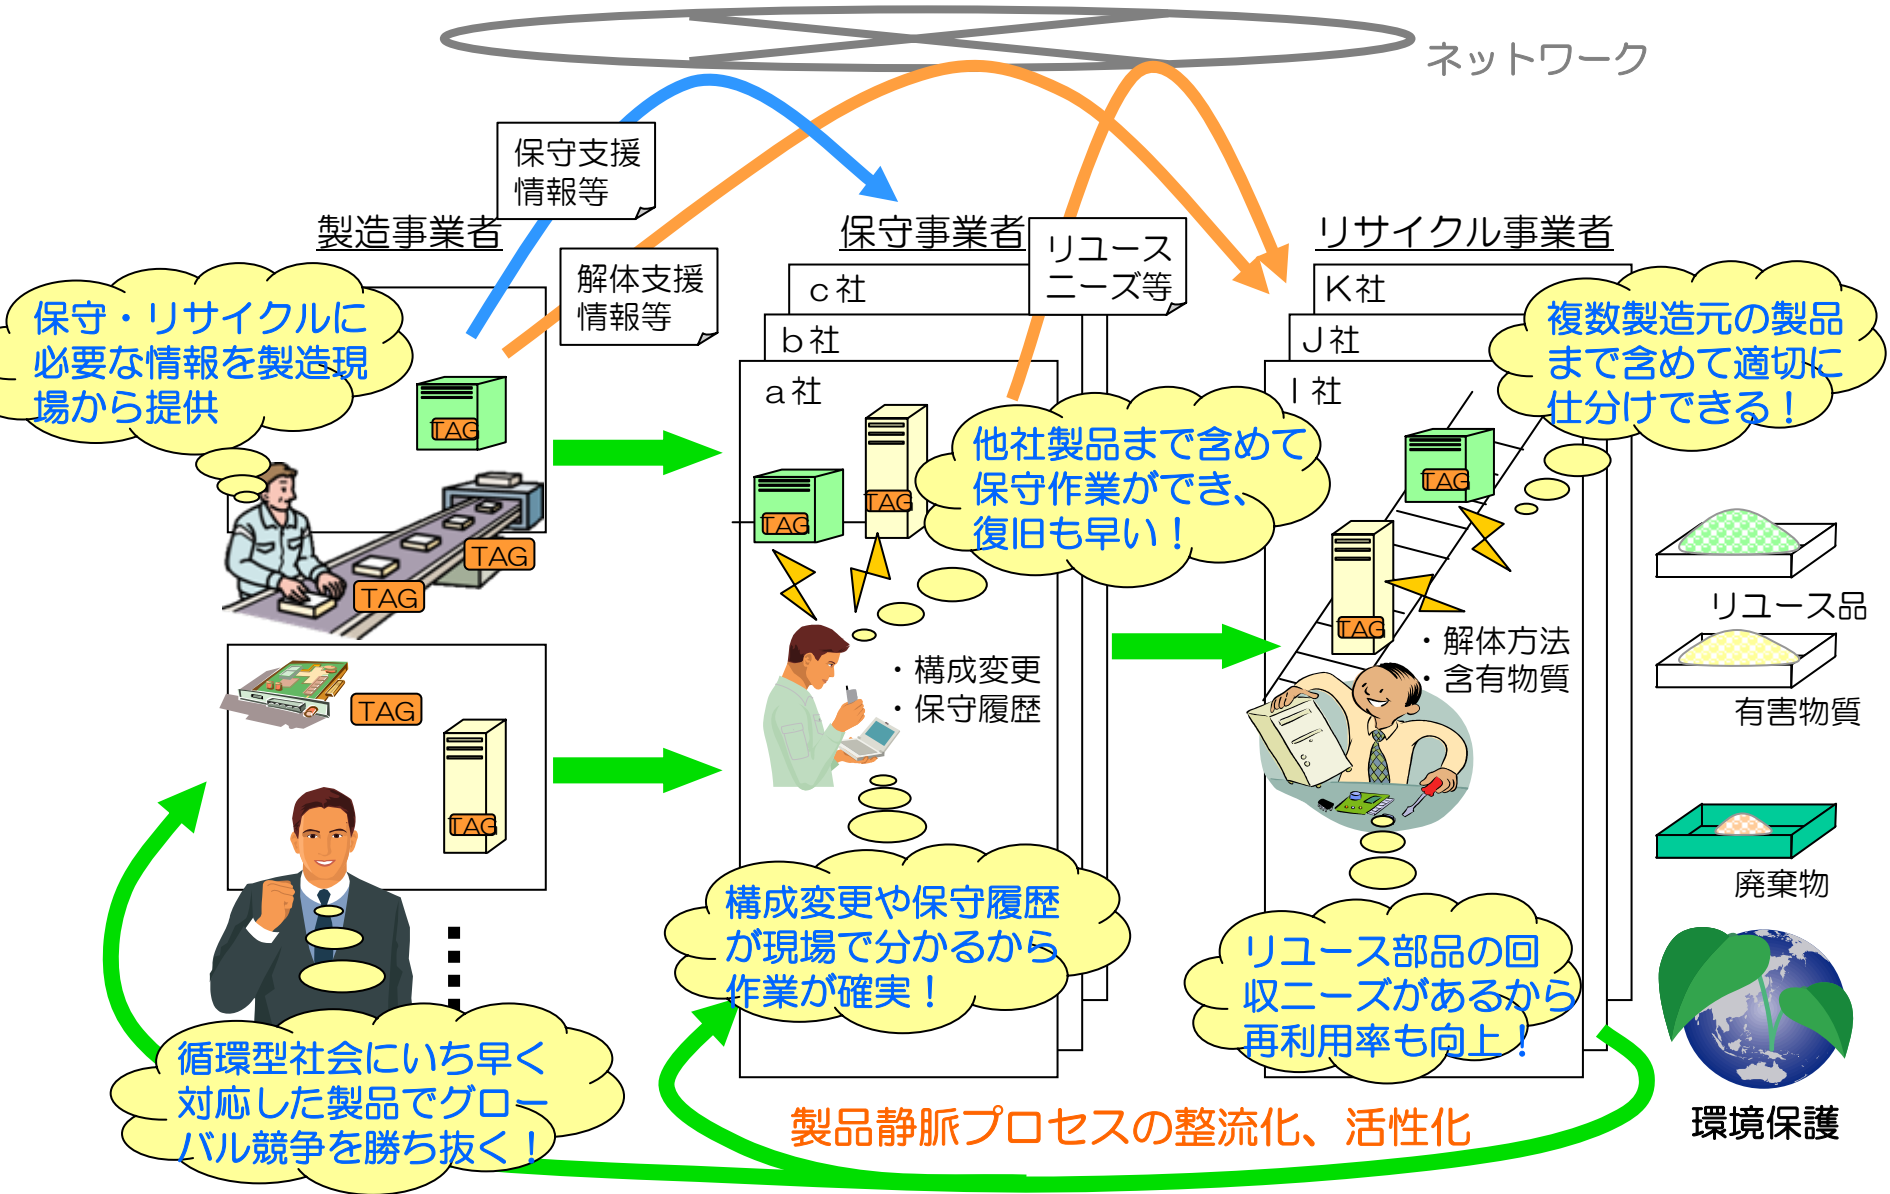 ネットワーク
保守支援
情報等
製造事業者
保守事業者
リサイクル事業者
解体支援
情報等
リユース
ニーズ等
保守・リサイクルに
必要な情報を製造現
場から提供
TAG
TAG
TAG
TAG
TAG
c社
b社
a社
TAG
TAG
他社製品まで含めて
保守作業ができ、
復旧も早い！
・構成変更
・保守履歴
K社
J社
I社
複数製造元の製品
まで含めて適切に
仕分けできる！
TAG
TAG
・解体方法
・含有物質
リユース品
有害物質
廃棄物
構成変更や保守履歴
が現場で分かるから
作業が確実！
リユース部品の回
収ニーズがあるから
再利用率も向上！
循環型社会にいち早く
対応した製品でグロー
バル競争を勝ち抜く！
製品静脈プロセスの整流化、活性化
環境保護